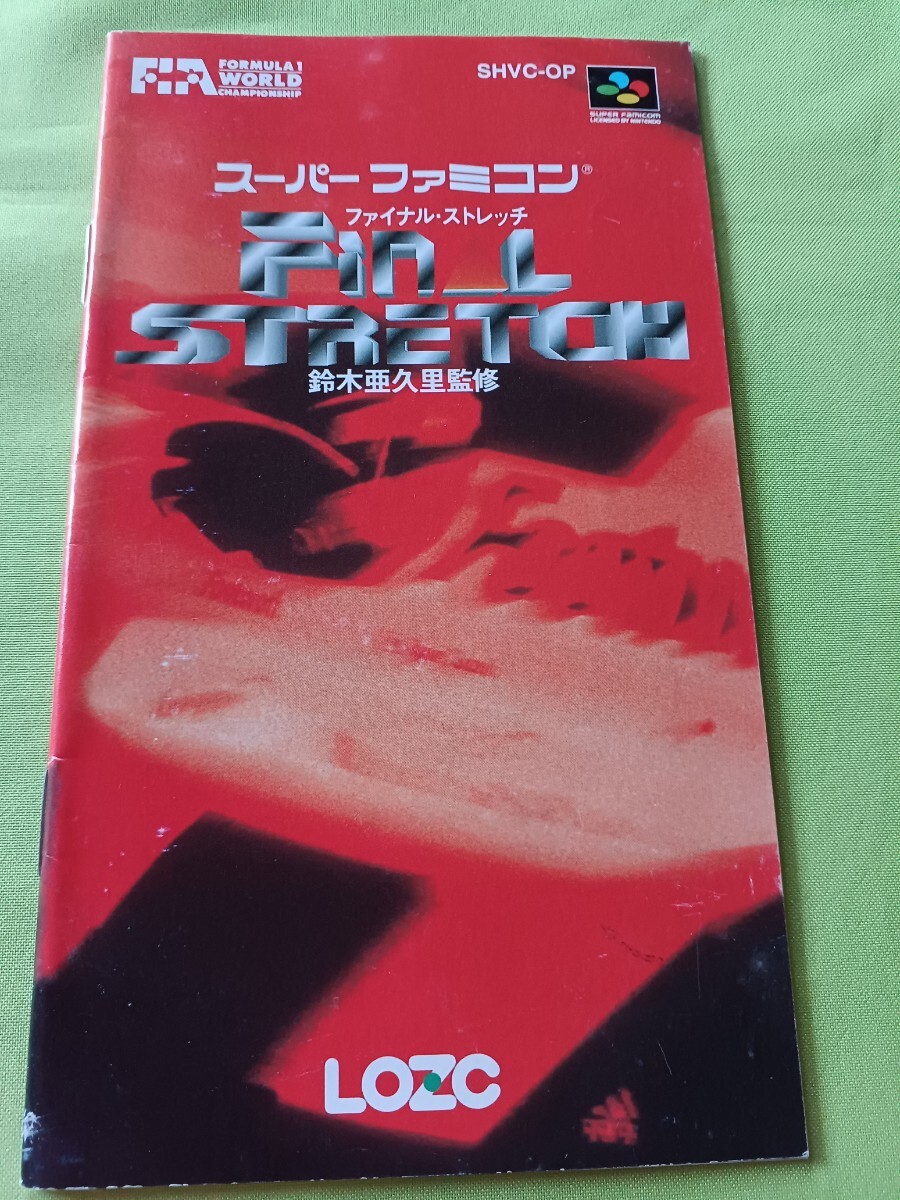 FIA
FORMULA 1
WORLD
CHAMPIONSHIP
SHVC-OP
SUPER FAMICOM
LICENSED BY NINTENDO
スーパーファミコン®
ファイナル・ストレッチ
FINAL
STRETCH
鈴木亜久里監修
LOZC